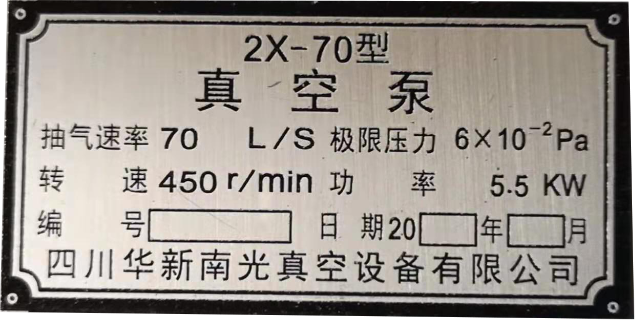 2X-70型
真空泵
抽气速率 70 L/S 极限压力 6×10⁻²Pa
转速 450 r/min 功率 5.5 KW
编号 日期20 年 月
四川华新南光真空设备有限公司